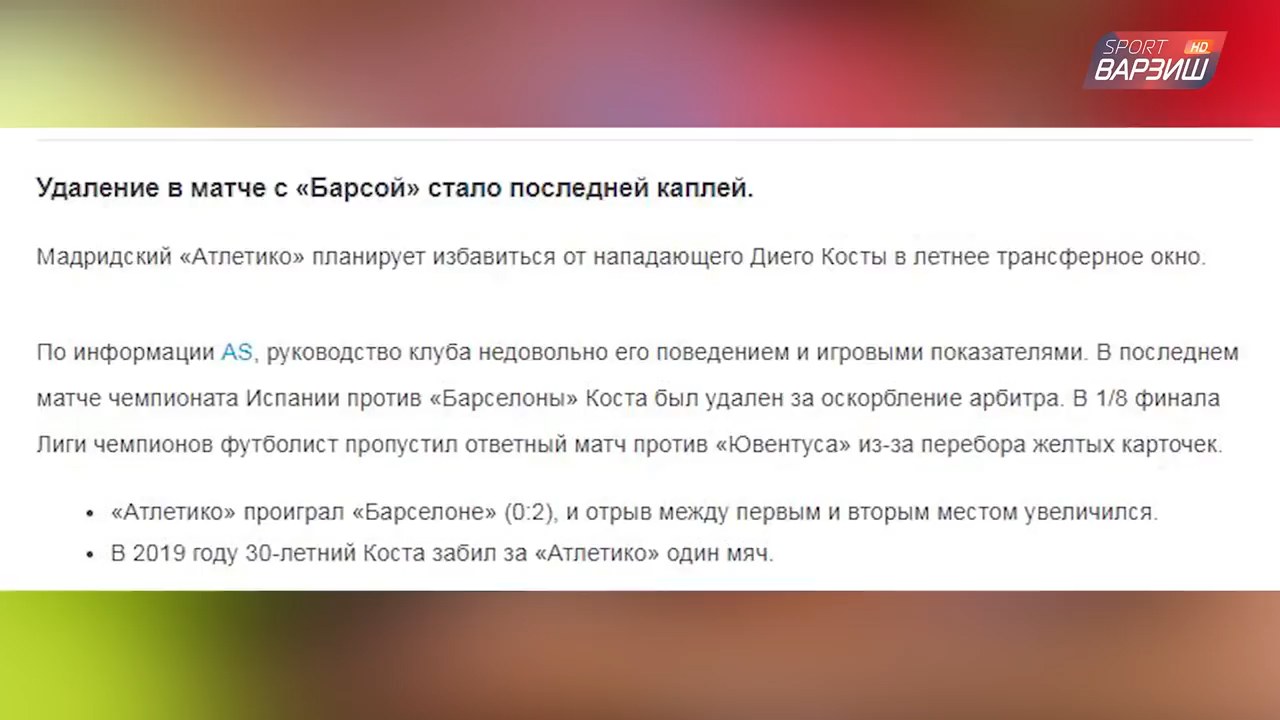 SPORT HD
ВАРЗИШ
Удаление в матче с «Барсой» стало последней каплей.
Мадридский «Атлетико» планирует избавиться от нападающего Диего Косты в летнее трансферное окно.
По информации AS, руководство клуба недовольно его поведением и игровыми показателями. В последнем
матче чемпионата Испании против «Барселоны» Коста был удален за оскорбление арбитра. В 1/8 финала
Лиги чемпионов футболист пропустил ответный матч против «Ювентуса» из-за перебора желтых карточек.
• «Атлетико» проиграл «Барселоне» (0:2), и отрыв между первым и вторым местом увеличился.
• В 2019 году 30-летний Коста забил за «Атлетико» один мяч.